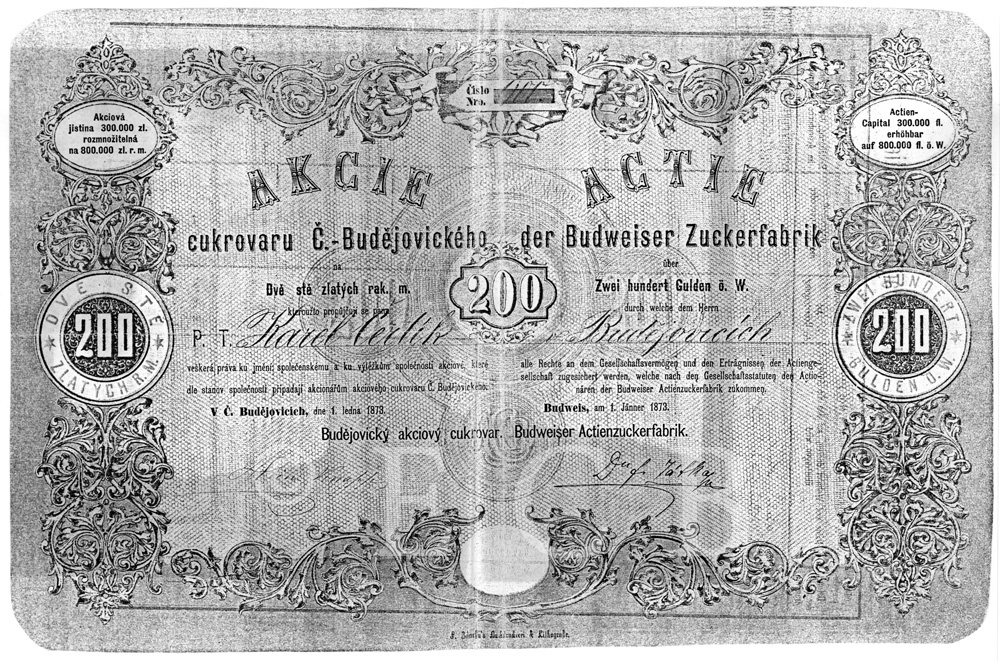 Číslo
Nro.
Akciová
jistina 300.000 zl.
rozmnožitelná
na 800.000 zl. r. m.
Actien-
Capital 300.000 fl.
erhöhbar
auf 800.000 fl. ö. W.
AKCIE
cukrovaru Č.-Budějovického
na
Dvě stě zlatých rak. m.
kteroužto propůjčují se panu
P. T. Karel
veškerá práva ku jmění společenskému a ku výtěžkům společnosti akciové, které
dle stanov společnosti připadají akcionářům akciového cukrovaru Č. Budějovického.
V Č. Budějovicích, dne 1. ledna 1873.
Budějovický akciový cukrovar.
200
ACTIE
der Budweiser Zuckerfabrik
über
Zwei hundert Gulden ö. W.
durch welche dem Herrn
Budějovicích
alle Rechte an dem Gesellschaftsvermögen und den Erträgnissen der Actienge-
sellschaft zugesichert werden, welche nach den Gesellschaftsstatuten den Actio-
nären der Budweiser Actienzuckerfabrik zukommen.
Budweis, am 1. Jänner 1873.
Budweiser Actienzuckerfabrik.
DVĚ STĚ
200
ZLATÝCH R.M.
ZWEI HUNDERT
200
GULDEN Ö.W.